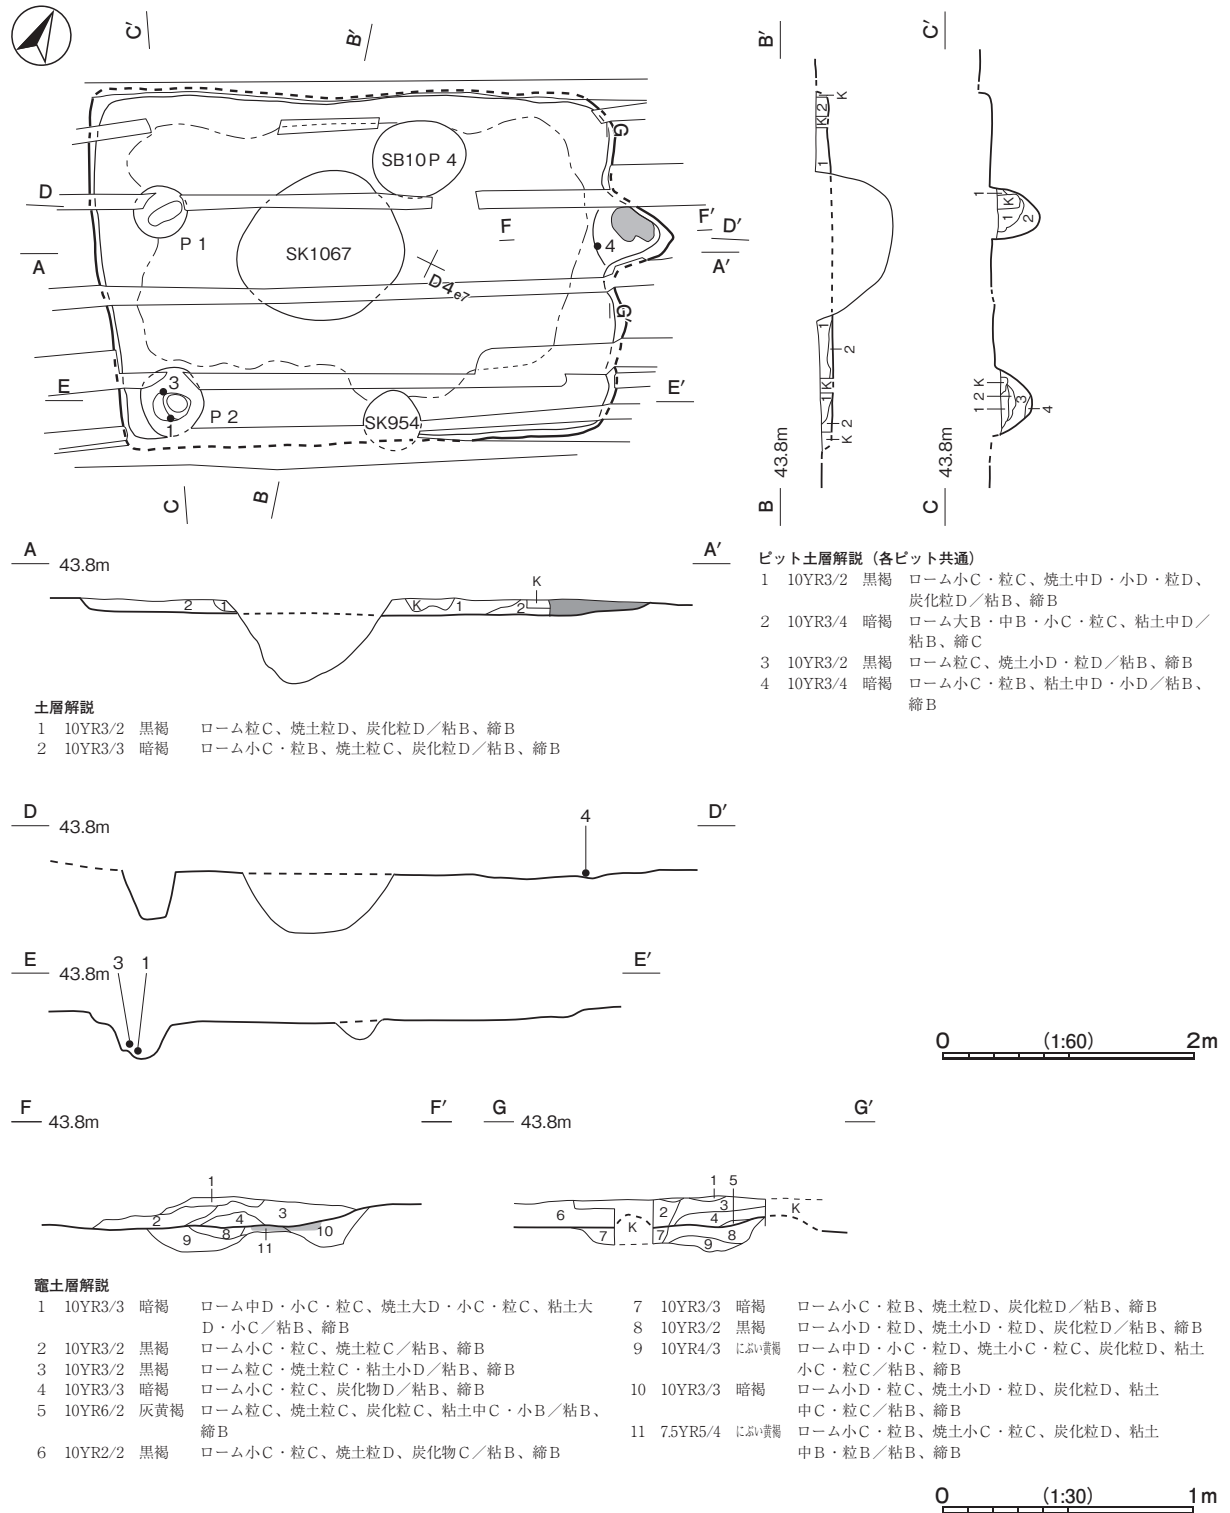 C′
B′
SB10P 4
G
D
P 1
SK1067
F
F′
D′
4
A
A′
D4e7
G′
E
3
1
P 2
SK954
E′
C
B
B′
K
2
K
1
1
2
K
1
2
K
B 43.8m
C′
1
K
1
2
K
2
1
3
4
C 43.8m
A 43.8m A′
2 1 K 1 2 K
土層解説
1 10YR3/2 黒褐 ローム粒C、焼土粒D、炭化粒D／粘B、締B
2 10YR3/3 暗褐 ローム小C・粒B、焼土粒C、炭化粒D／粘B、締B
ピット土層解説（各ピット共通）
1 10YR3/2 黒褐 ローム小C・粒C、焼土中D・小D・粒D、
炭化粒D／粘B、締B
2 10YR3/4 暗褐 ローム大B・中B・小C・粒C、粘土中D／
粘B、締C
3 10YR3/2 黒褐 ローム粒C、焼土小D・粒D／粘B、締B
4 10YR3/4 暗褐 ローム小C・粒B、粘土中D・小D／粘B、
締B
D 43.8m 4 D′
E 43.8m 3 1 E′
0 (1:60) 2m
F 43.8m F′
1 2 3 4 8 9 10 11
G 43.8m G′
1 5 6 2 3 4 K K 7 7 8 9
竈土層解説
1 10YR3/3 暗褐 ローム中D・小C・粒C、焼土大D・小C・粒C、粘土大
D・小C／粘B、締B
2 10YR3/2 黒褐 ローム小C・粒C、焼土粒C／粘B、締B
3 10YR3/2 黒褐 ローム粒C・焼土粒C・粘土小D／粘B、締B
4 10YR3/3 暗褐 ローム小C・粒C、炭化物D／粘B、締B
5 10YR6/2 灰黄褐 ローム粒C、焼土粒C、炭化粒C、粘土中C・小B／粘B、
締B
6 10YR2/2 黒褐 ローム小C・粒C、焼土粒D、炭化物C／粘B、締B
7 10YR3/3 暗褐 ローム小C・粒B、焼土粒D、炭化粒D／粘B、締B
8 10YR3/2 黒褐 ローム小D・粒D、焼土小D・粒D、炭化粒D／粘B、締B
9 10YR4/3 にぶい黄褐 ローム中D・小C・粒D、焼土小C・粒C、炭化粒D、粘土
小C・粒C／粘B、締B
10 10YR3/3 暗褐 ローム小D・粒C、焼土小D・粒D、炭化粒D、粘土
中C・粒C／粘B、締B
11 7.5YR5/4 にぶい黄褐 ローム小C・粒B、焼土小C・粒C、炭化粒D、粘土
中B・粒B／粘B、締B
0 (1:30) 1m